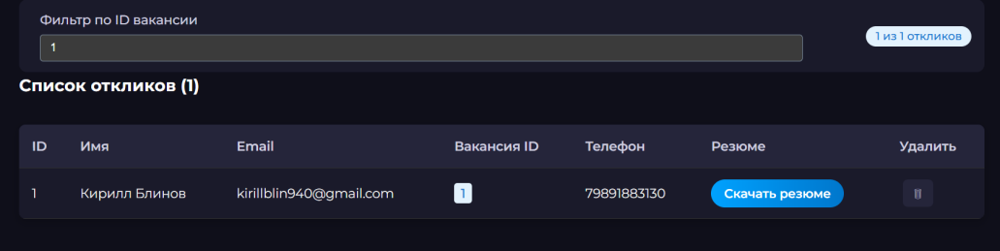 Фильтр по ID вакансии
1
1 из 1 откликов
Список откликов (1)
ID Имя Email Вакансия ID Телефон Резюме Удалить
1 Кирилл Блинов kirillblin940@gmail.com 1 79891883130 Скачать резюме